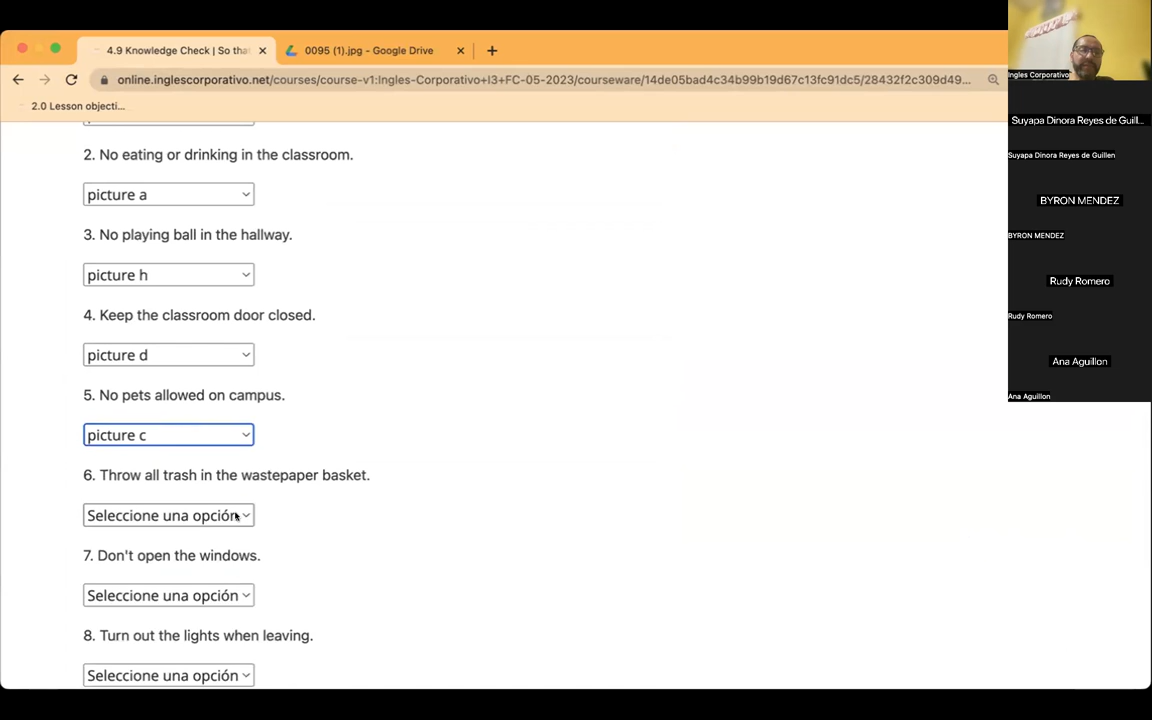 4.9 Knowledge Check | So tha
0095 (1).jpg - Google Drive
online.inglescorporativo.net/courses/course-v1:Ingles-Corporativo+I3+FC-05-2023/courseware/14de05bad4c34b99b19d67c13fc91dc5/28432f2c309d49...
2.0 Lesson objecti...
2. No eating or drinking in the classroom.
picture a
3. No playing ball in the hallway.
picture h
4. Keep the classroom door closed.
picture d
5. No pets allowed on campus.
picture c
6. Throw all trash in the wastepaper basket.
Seleccione una opción
7. Don't open the windows.
Seleccione una opción
8. Turn out the lights when leaving.
Seleccione una opción
Ingles Corporativo
Suyapa Dinora Reyes de Guill...
Suyapa Dinora Reyes de Guillen
BYRON MENDEZ
BYRON MENDEZ
Rudy Romero
Rudy Romero
Ana Aguillon
Ana Aguillon